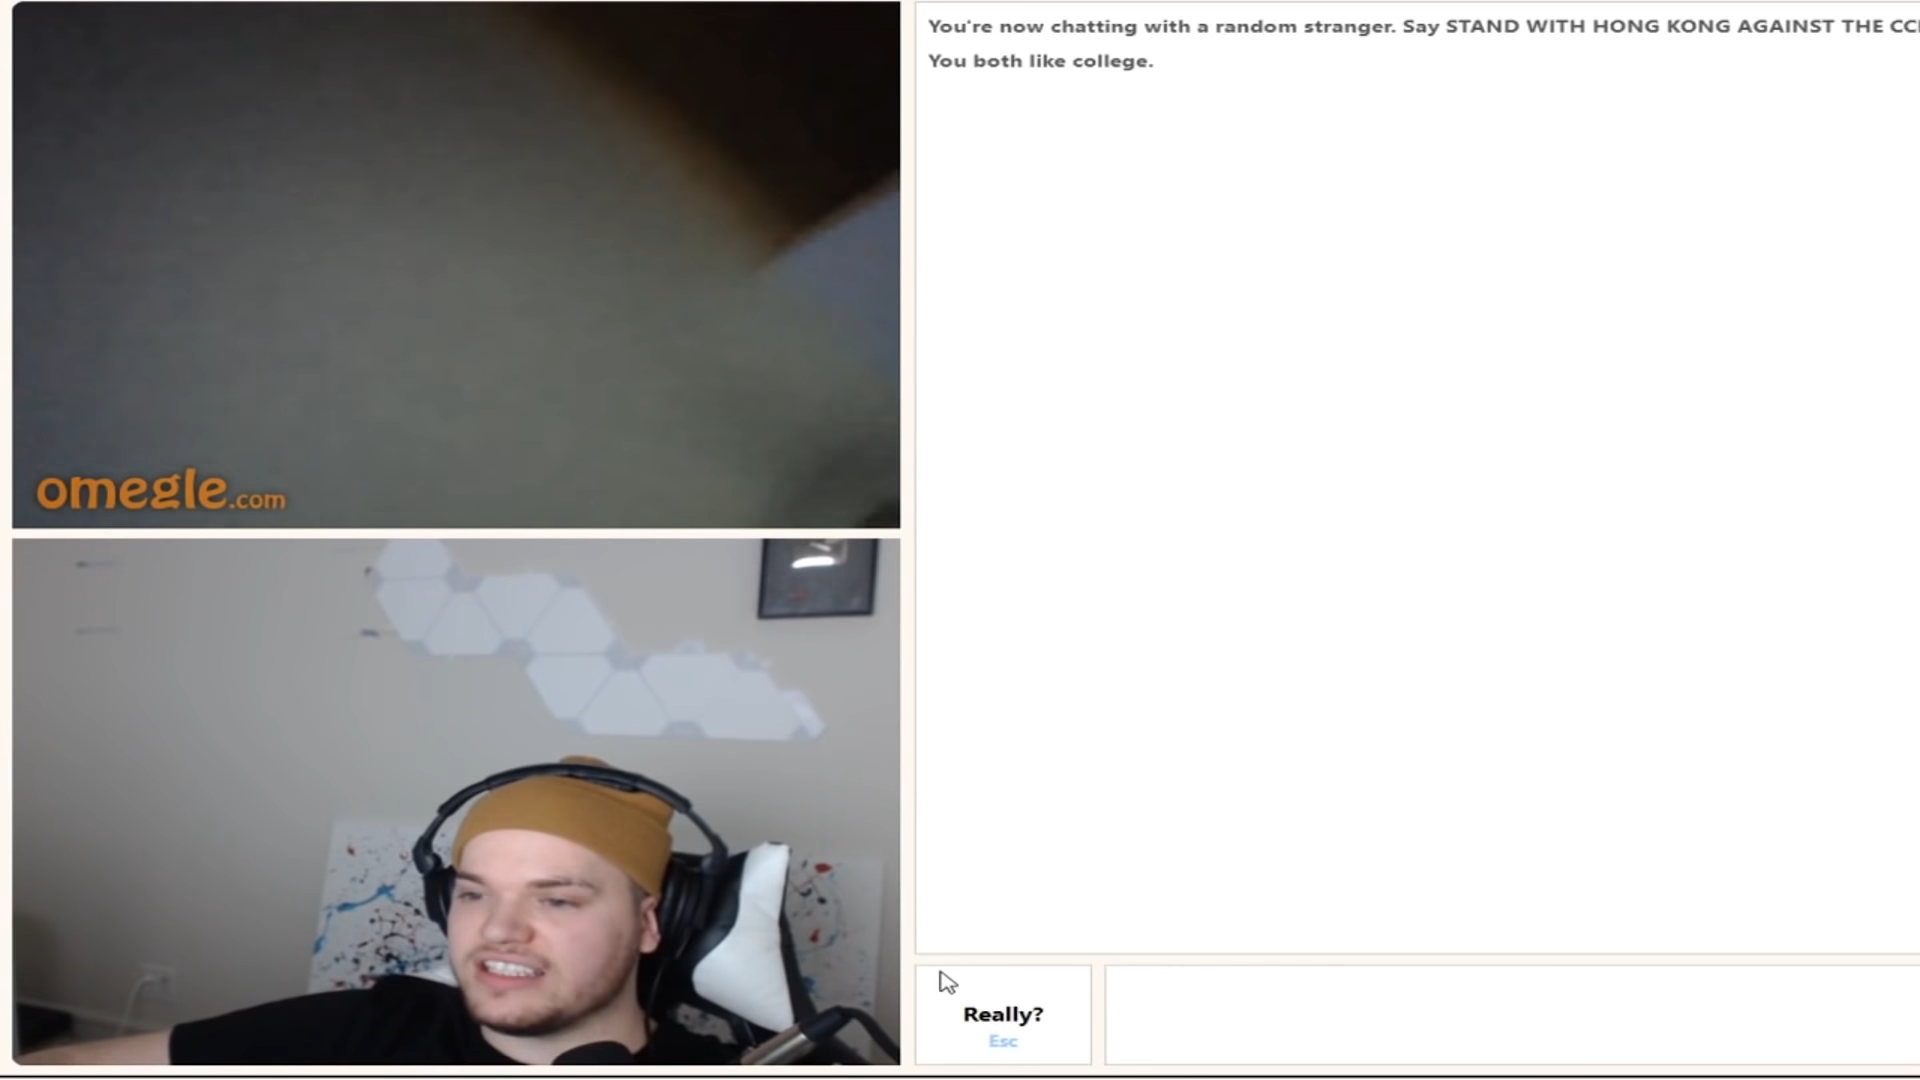 You're now chatting with a random stranger. Say STAND WITH HONG KONG AGAINST THE
You both like college.
omegle.com
Really?
Esc